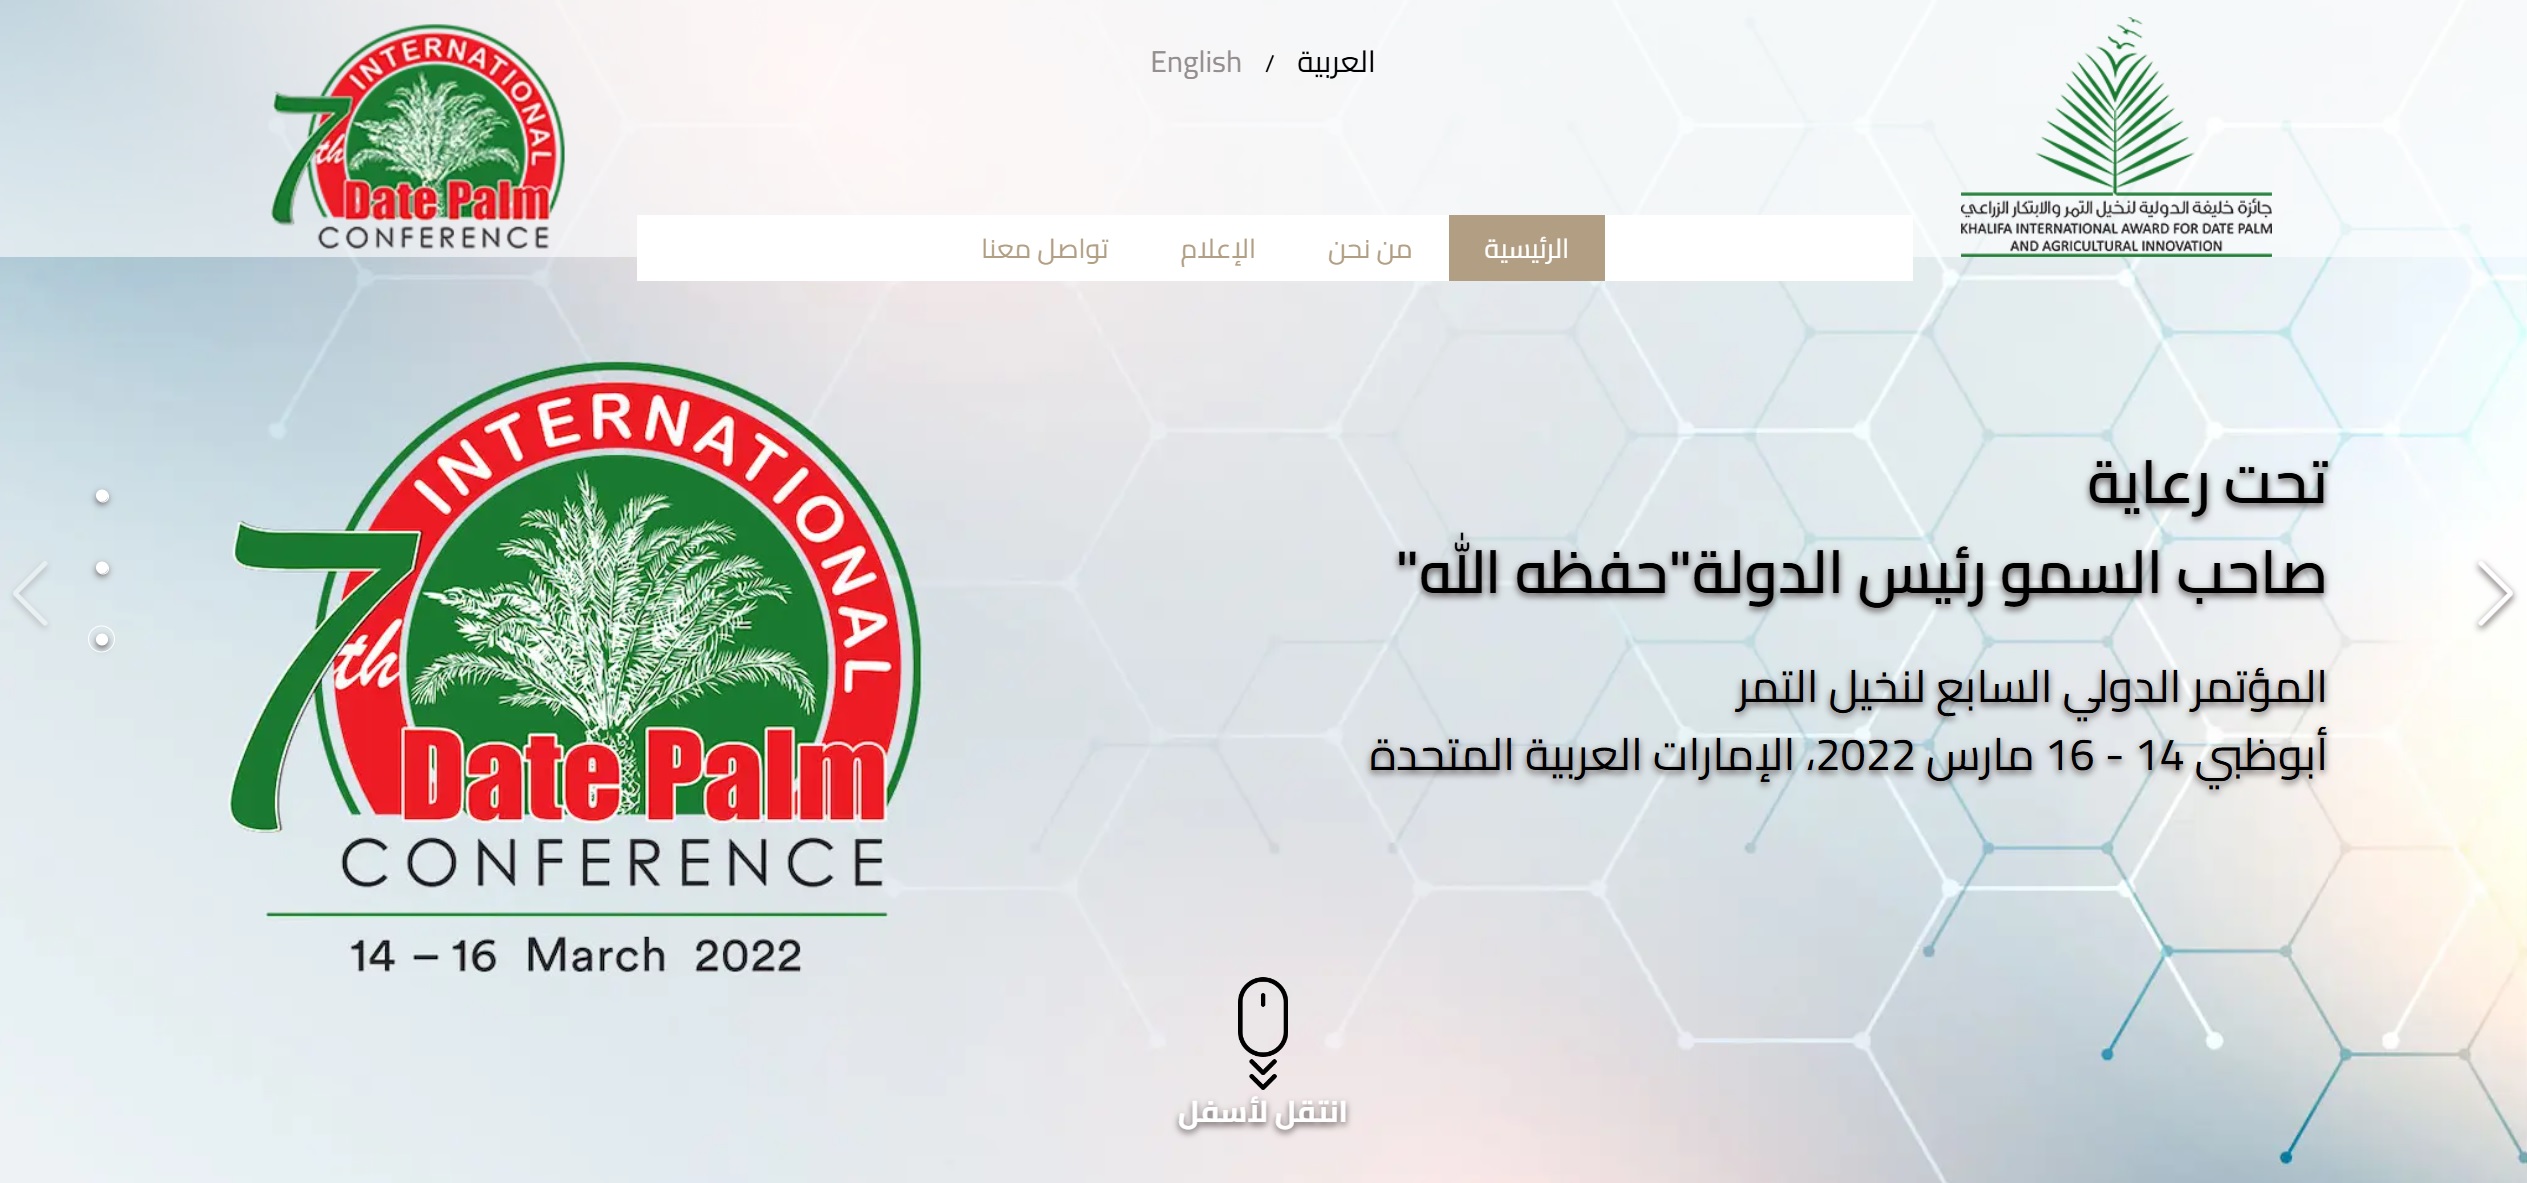 العربية / English
جائزة خليفة الدولية لنخيل التمر والابتكار الزراعي
KHALIFA INTERNATIONAL AWARD FOR DATE PALM
AND AGRICULTURAL INNOVATION
INTERNATIONAL
7th
Date Palm
CONFERENCE
الرئيسية
من نحن
الإعلام
تواصل معنا
تحت رعاية
صاحب السمو رئيس الدولة"حفظه الله"
المؤتمر الدولي السابع لنخيل التمر
أبوظبي 14 - 16 مارس 2022، الإمارات العربية المتحدة
INTERNATIONAL
7th
Date Palm
CONFERENCE
14 – 16 March 2022
انتقل لأسفل